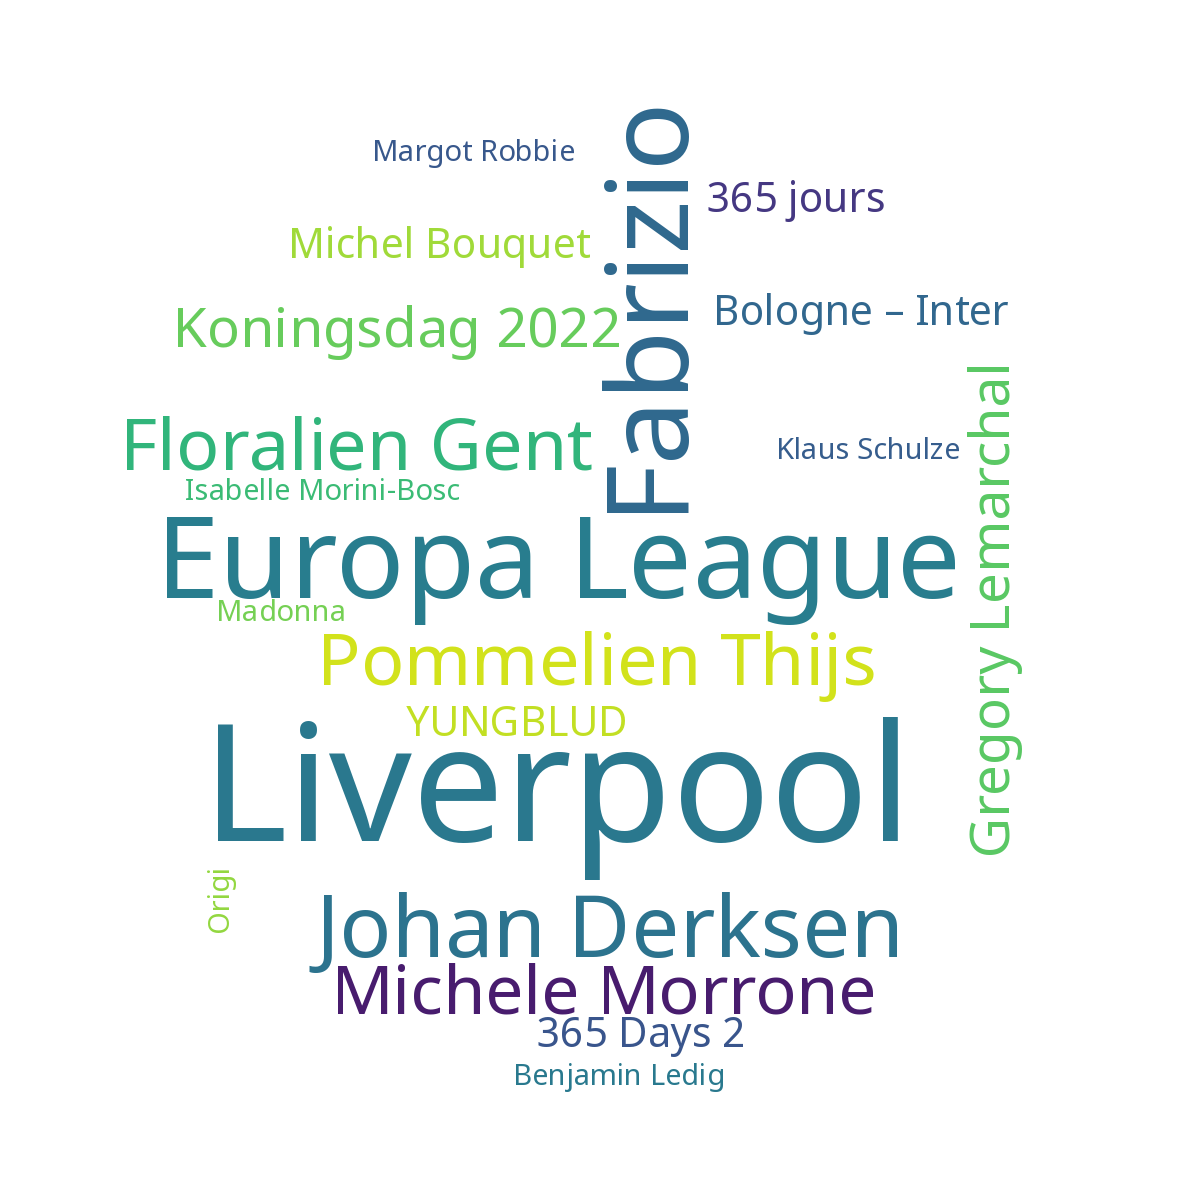 Margot Robbie
365 jours
Michel Bouquet
Fabrizio
Koningsdag 2022
Bologne – Inter
Floralien Gent
Klaus Schulze
Isabelle Morini-Bosc
Europa League
Gregory Lemarchal
Madonna
Pommelien Thijs
YUNGBLUD
Liverpool
Origi
Johan Derksen
Michele Morrone
365 Days 2
Benjamin Ledig